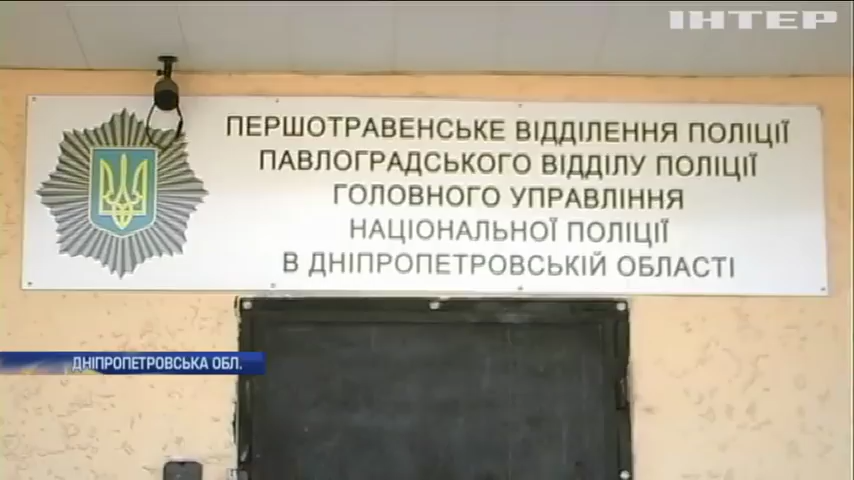 ІНТЕР
ПЕРШОТРАВЕНСЬКЕ ВІДДІЛЕННЯ ПОЛІЦІЇ
ПАВЛОГРАДСЬКОГО ВІДДІЛУ ПОЛІЦІЇ
ГОЛОВНОГО УПРАВЛІННЯ
НАЦІОНАЛЬНОЇ ПОЛІЦІЇ
В ДНІПРОПЕТРОВСЬКІЙ ОБЛАСТІ
ДНІПРОПЕТРОВСЬКА ОБЛ.